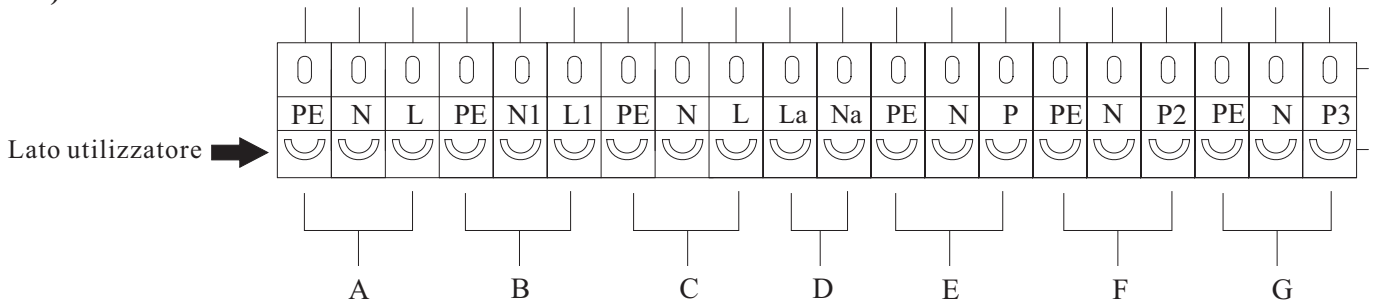 PE N L PE N1 L1 PE N L La Na PE N P PE N P2 PE N P3
Lato utilizzatore
A B C D E F G